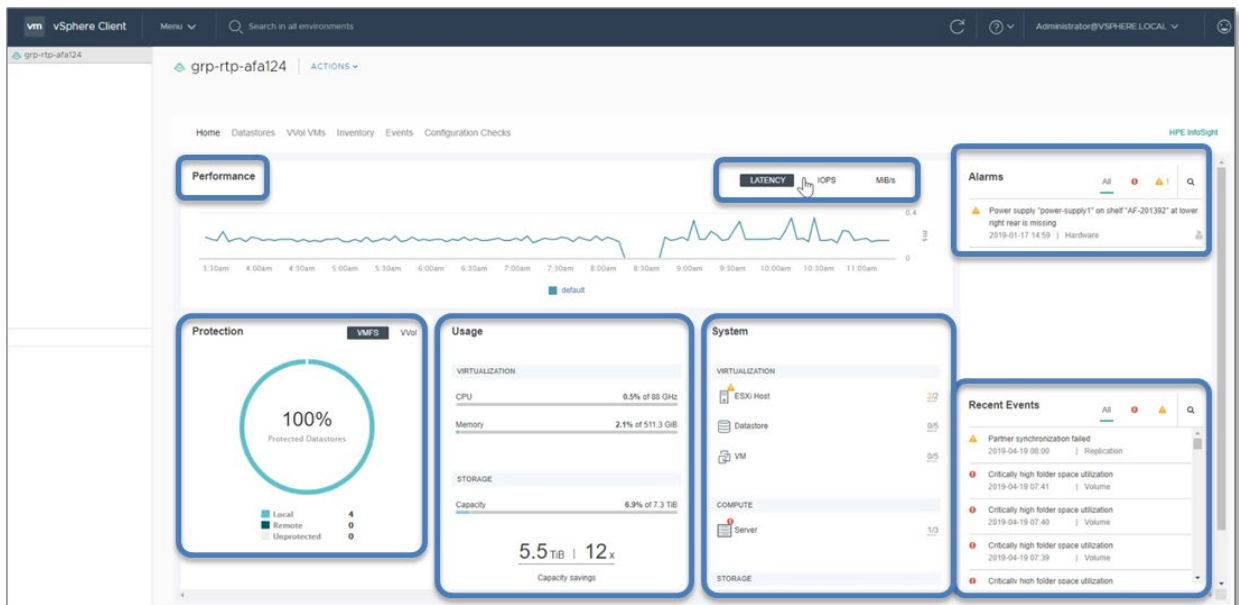 vm vSphere Client Menu Search in all environments Administrator@VSPHERE.LOCAL
grp-rtp-afa124
grp-rtp-afa124 ACTIONS
Home Datastores VVol VMs Inventory Events Configuration Checks HPE InfoSight
Performance LATENCY IOPS MiB/s
0.4
ms
0
3:50am 4:00am 4:30am 5:00am 5:30am 6:00am 6:30am 7:00am 7:30am 8:00am 8:30am 9:00am 9:30am 10:00am 10:30am 11:00am
default
Alarms All 1
Power supply "power-supply1" on shelf "AF-201392" at lower
right rear is missing
2019-01-17 14:59 | Hardware
Protection VMFS VVol
100%
Protected Datastores
Local 4
Remote 0
Unprotected 0
Usage
VIRTUALIZATION
CPU 0.5% of 88 GHz
Memory 2.1% of 511.3 GiB
STORAGE
Capacity 6.9% of 7.3 TiB
5.5 TiB | 12 x
Capacity savings
System
VIRTUALIZATION
ESXi Host 2/2
Datastore 0/5
VM 0/5
COMPUTE
Server 1/3
STORAGE
Recent Events All
Partner synchronization failed
2019-04-19 08:00 | Replication
Critically high folder space utilization
2019-04-19 07:41 | Volume
Critically high folder space utilization
2019-04-19 07:40 | Volume
Critically high folder space utilization
2019-04-19 07:39 | Volume
Critically high folder space utilization